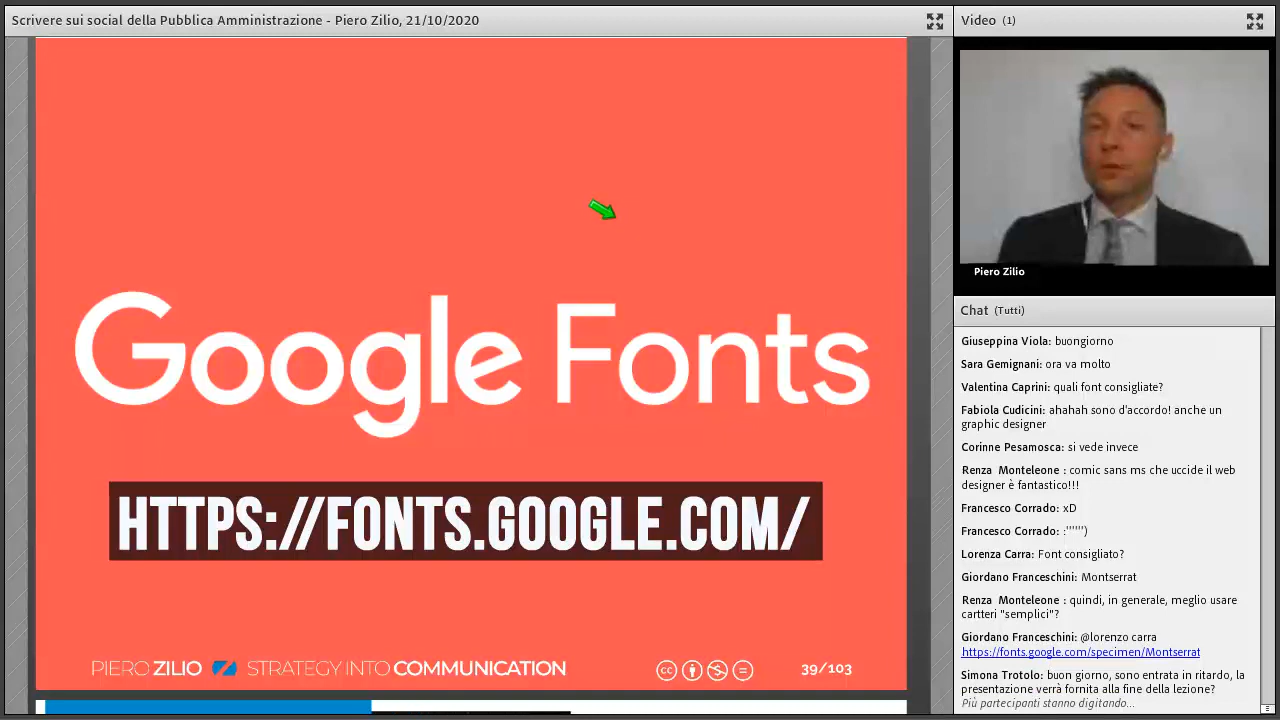 Scrivere sui social della Pubblica Amministrazione - Piero Zilio, 21/10/2020
Google Fonts
HTTPS://FONTS.GOOGLE.COM/
PIERO ZILIO STRATEGY INTO COMMUNICATION
cc
39/103
Video (1)
Piero Zilio
Chat (Tutti)
Giuseppina Viola: buongiorno
Sara Gemignani: ora va molto
Valentina Caprini: quali font consigliate?
Fabiola Cudicini: ahahah sono d'accordo! anche un
graphic designer
Corinne Pesamosca: si vede invece
Renza Monteleone : comic sans ms che uccide il web
designer è fantastico!!!
Francesco Corrado: xD
Francesco Corrado: :''''''')
Lorenza Carra: Font consigliato?
Giordano Franceschini: Montserrat
Renza Monteleone : quindi, in generale, meglio usare
cartteri "semplici"?
Giordano Franceschini: @lorenzo carra
https://fonts.google.com/specimen/Montserrat
Simona Trotolo: buon giorno, sono entrata in ritardo, la
presentazione verrà fornita alla fine della lezione?
Più partecipanti stanno digitando...